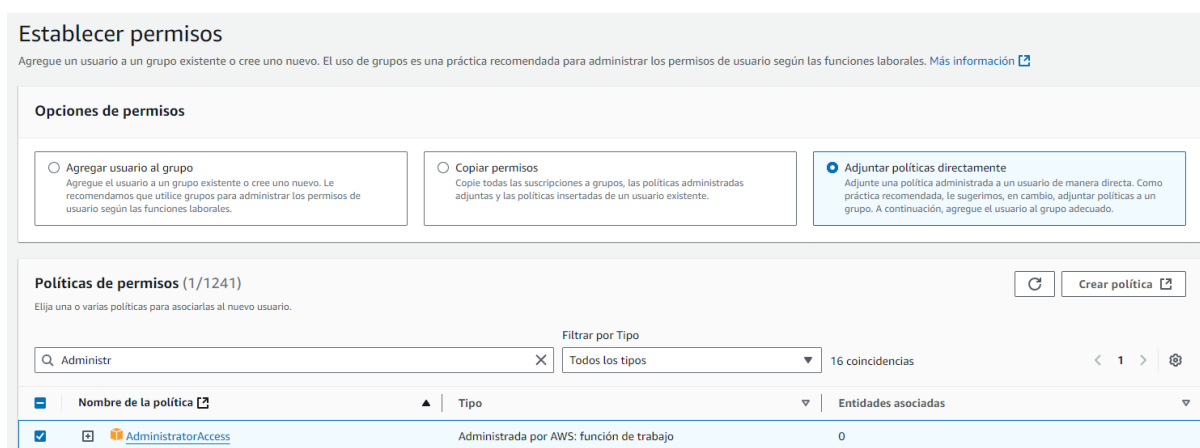 Establecer permisos
Agregue un usuario a un grupo existente o cree uno nuevo. El uso de grupos es una práctica recomendada para administrar los permisos de usuario según las funciones laborales. Más información
Opciones de permisos
Agregar usuario al grupo
Agregue el usuario a un grupo existente o cree uno nuevo. Le
recomendamos que utilice grupos para administrar los permisos de
usuario según las funciones laborales.
Copiar permisos
Copie todas las suscripciones a grupos, las políticas administradas
adjuntas y las políticas insertadas de un usuario existente.
Adjuntar políticas directamente
Adjunte una política administrada a un usuario de manera directa. Como
práctica recomendada, le sugerimos, en cambio, adjuntar políticas a un
grupo. A continuación, agregue el usuario al grupo adecuado.
Políticas de permisos (1/1241)
Crear política
Elija una o varias políticas para asociarlas al nuevo usuario.
Filtrar por Tipo
Administr
Todos los tipos
16 coincidencias
1
Nombre de la política
Tipo
Entidades asociadas
AdministratorAccess
Administrada por AWS: función de trabajo
0